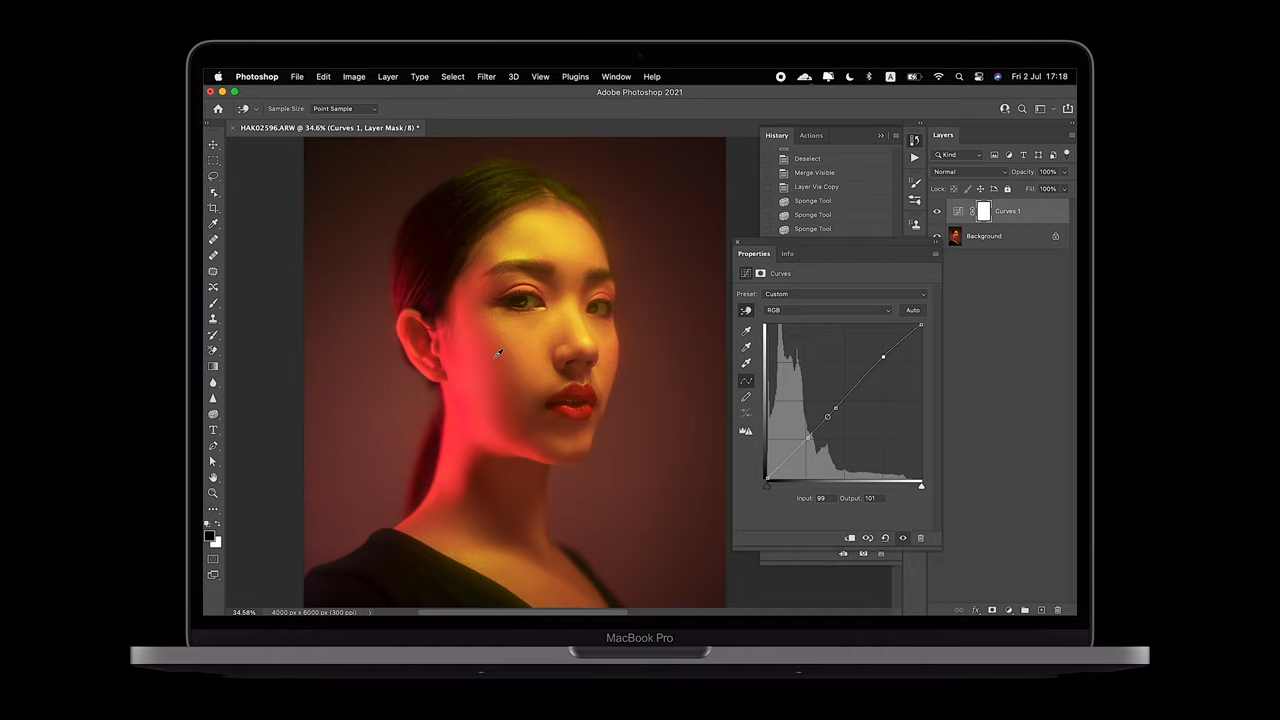 Photoshop File Edit Image Layer Type Select Filter 3D View Plugins Window Help A Fri 2 Jul 17:18
Adobe Photoshop 2021
Sample Size: Point Sample
HAK02596.ARW @ 34.6% (Curves 1, Layer Mask/8) *
History Actions
Deselect
Merge Visible
Layer Via Copy
Sponge Tool
Sponge Tool
Sponge Tool
Layers
Kind
Normal Opacity: 100%
Lock: Fill: 100%
Curves 1
Background
Properties Info
Curves
Preset: Custom
RGB Auto
Input: 99 Output: 101
34.58% 4000 px x 6000 px (300 ppi)
fx
MacBook Pro